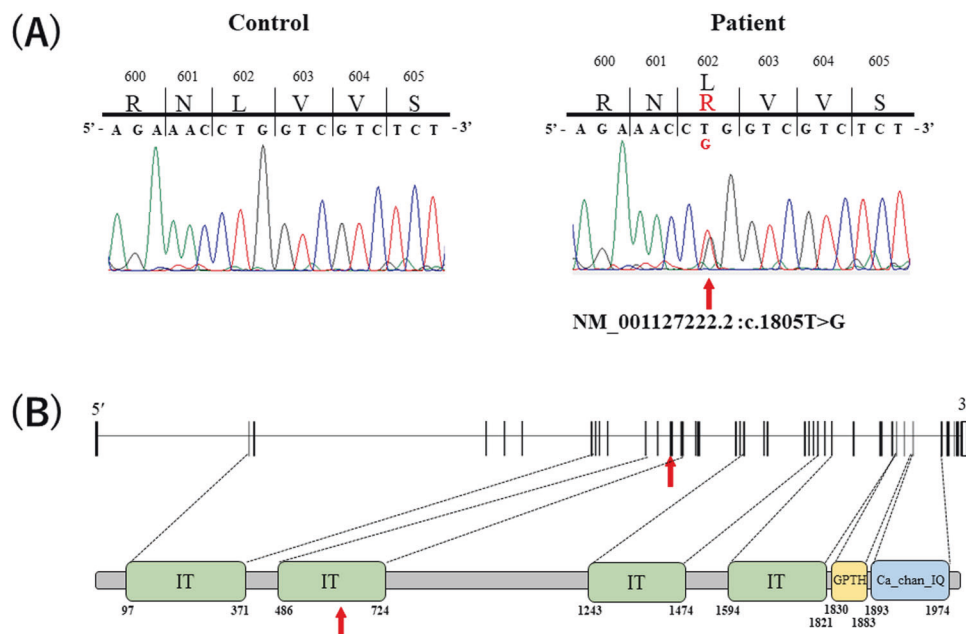 (A)
Control
600 601 602 603 604 605
R N L V V S
5'- A G A A A C C T G G T C G T C T C T -3'
Patient
600 601 602 603 604 605
L
R N R V V S
5'- A G A A A C C T G G T C G T C T C T -3'
G
NM_001127222.2:c.1805T>G
(B)
5'
3
IT IT IT IT GPTH Ca_chan_IQ
97 371 486 724 1243 1474 1594 1830 1893 1974
1821 1883